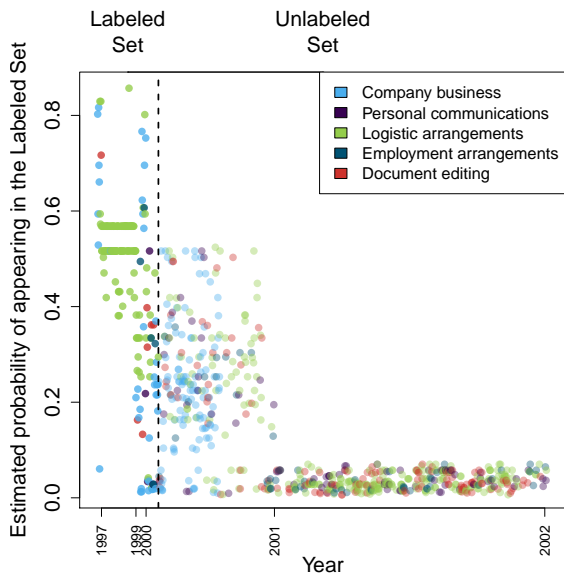 Labeled Set
Unlabeled Set
Estimated probability of appearing in the Labeled Set
0.8
0.6
0.4
0.2
0.0
Company business
Personal communications
Logistic arrangements
Employment arrangements
Document editing
1997
1998
2000
2001
2002
Year